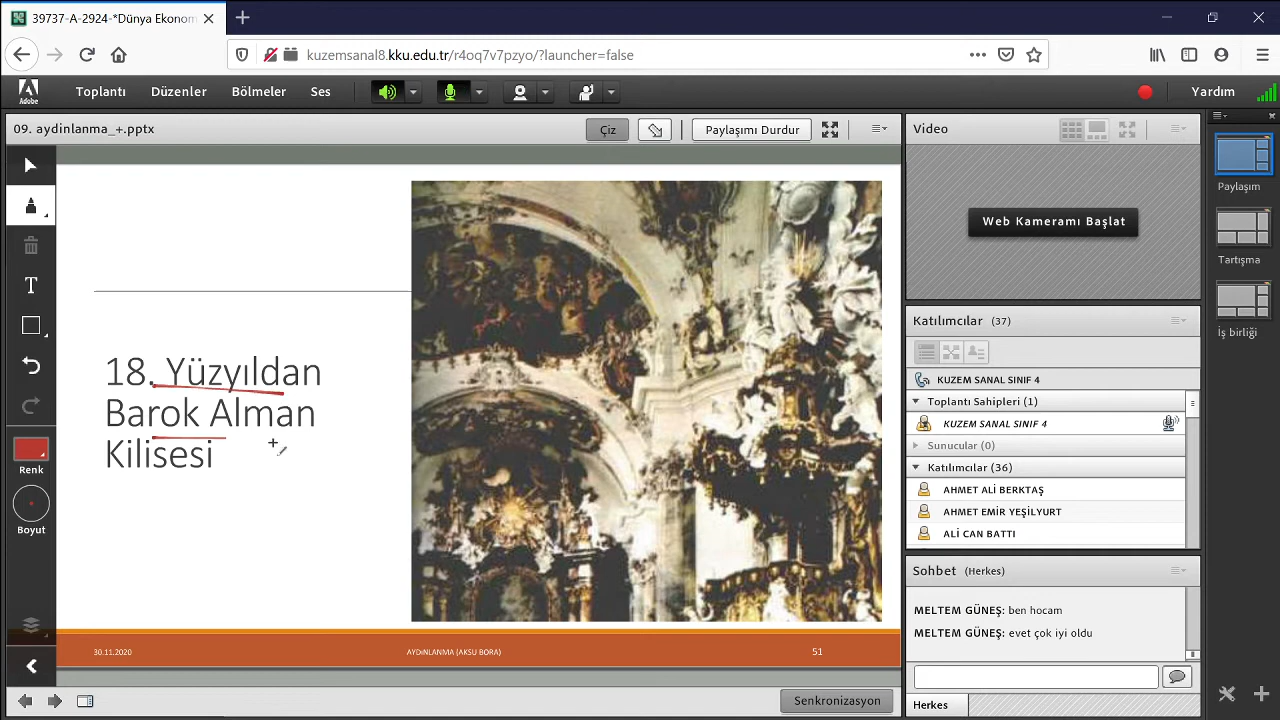 39737-A-2924-*Dünya Ekonom
kuzemsanal8.kku.edu.tr/r4oq7v7pzyo/?launcher=false
Adobe
Toplantı
Düzenler
Bölmeler
Ses
Yardım
09. aydinlanma_+.pptx
Çiz
Paylaşımı Durdur
Video
Web Kameramı Başlat
Paylaşım
Tartışma
İş birliği
18. Yüzyıldan
Barok Alman
Kilisesi
30.11.2020
AYDıNLANMA (AKSU BORA)
51
T
Renk
Boyut
Katılımcılar (37)
KUZEM SANAL SINIF 4
Toplantı Sahipleri (1)
KUZEM SANAL SINIF 4
Sunucular (0)
Katılımcılar (36)
AHMET ALİ BERKTAŞ
AHMET EMİR YEŞİLYURT
ALİ CAN BATTI
Sohbet (Herkes)
MELTEM GÜNEŞ: ben hocam
MELTEM GÜNEŞ: evet çok iyi oldu
Herkes
Senkronizasyon